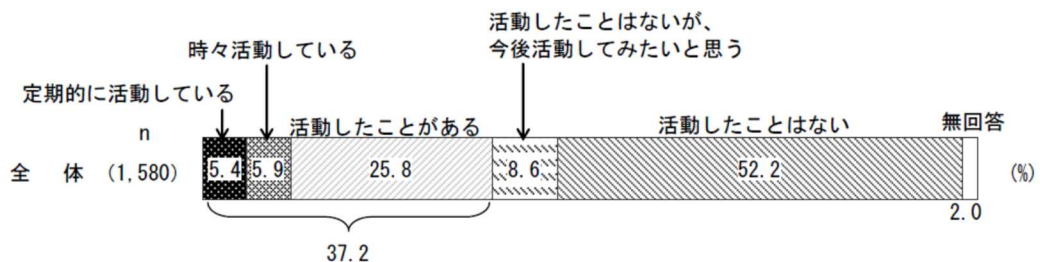 活動したことはないが、
今後活動してみたいと思う
時々活動している
定期的に活動している
n
活動したことがある
活動したことはない
無回答
全 体 (1,580)
5.4
5.9
25.8
8.6
52.2
(%)
2.0
37.2